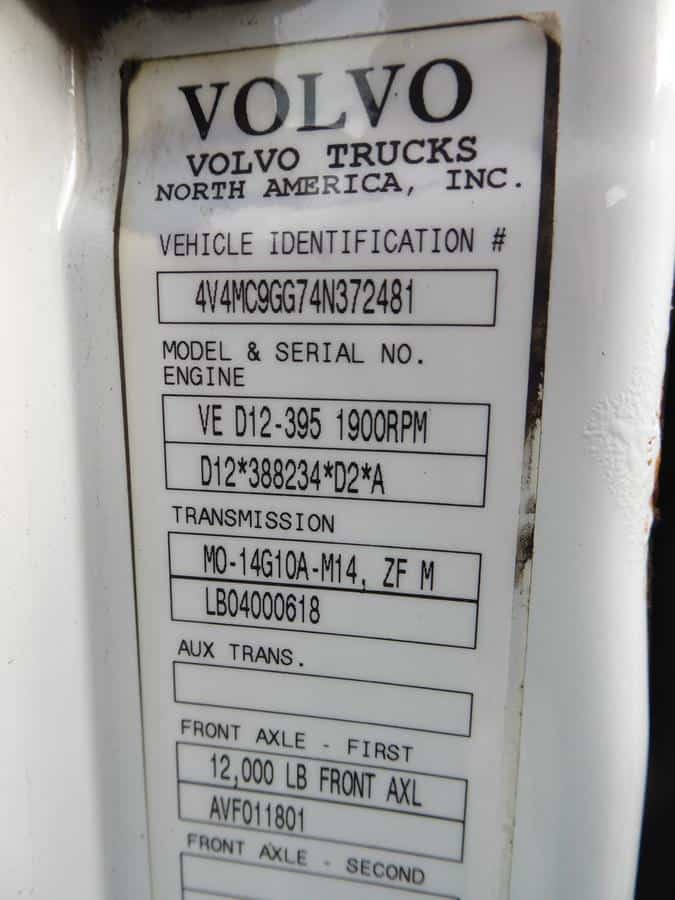 VOLVO
VOLVO TRUCKS
NORTH AMERICA, INC.
VEHICLE IDENTIFICATION #
4V4MC9GG74N372481
MODEL & SERIAL NO.
ENGINE
VE D12-395 1900RPM
D12*388234*D2*A
TRANSMISSION
MO-14G10A-M14, ZF M
LB04000618
AUX TRANS.
FRONT AXLE - FIRST
12,000 LB FRONT AXL
AVF011801
FRONT AXLE - SECOND